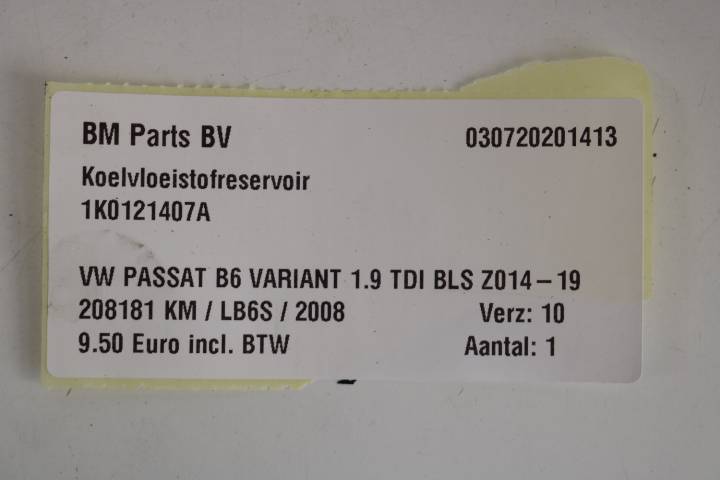 BM Parts BV 030720201413
Koelvloeistofreservoir
1K0121407A
VW PASSAT B6 VARIANT 1.9 TDI BLS Z014-19
208181 KM / LB6S / 2008 Verz: 10
9.50 Euro incl. BTW Aantal: 1